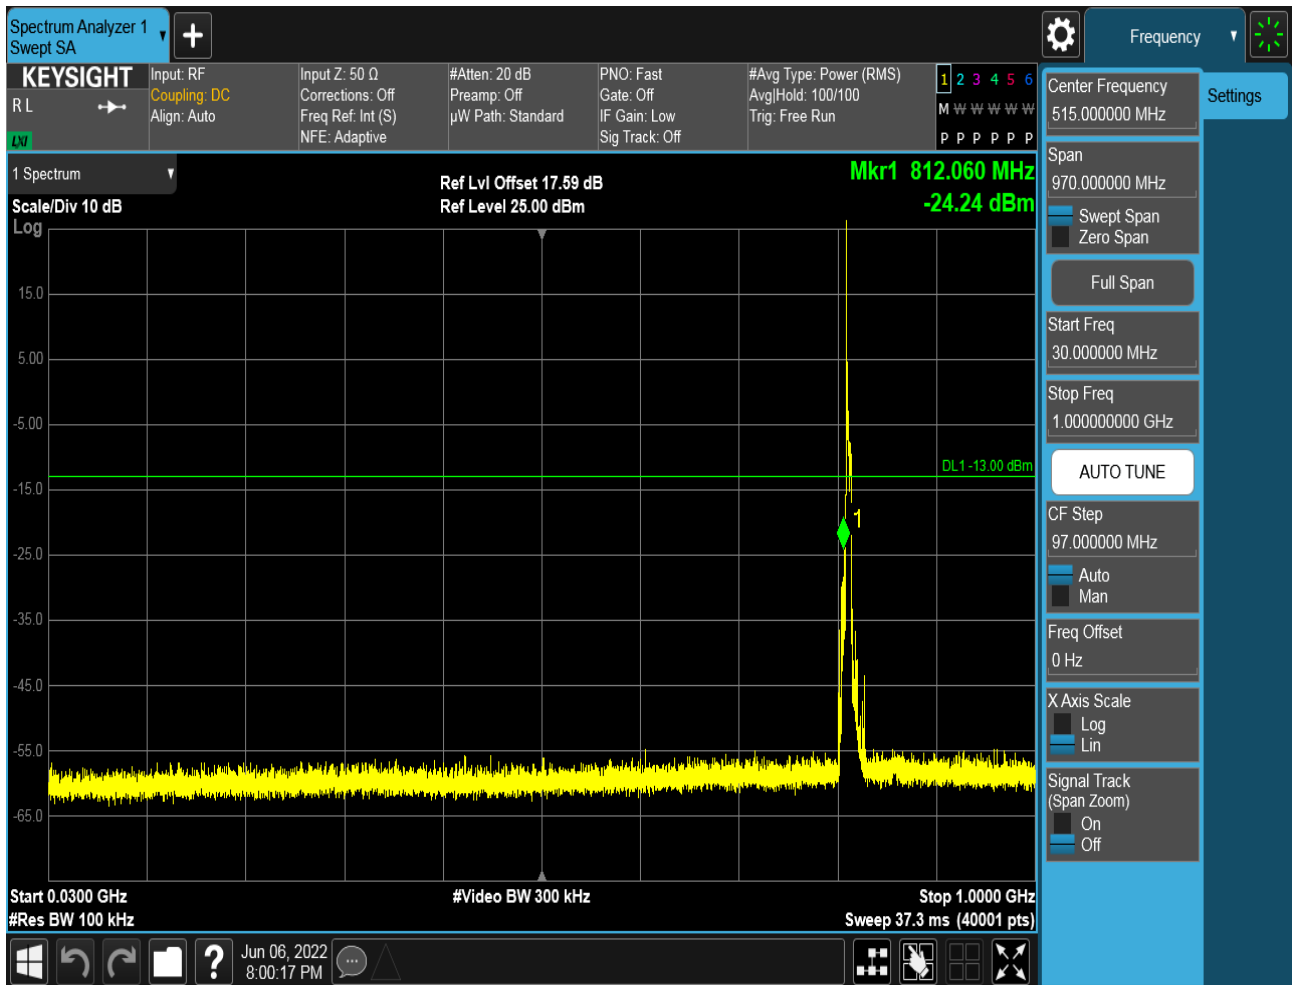 Spectrum Analyzer 1
Swept SA
Frequency
KEYSIGHT
R L
LXI
Input: RF
Coupling: DC
Align: Auto
Input Z: 50 Ω
Corrections: Off
Freq Ref: Int (S)
NFE: Adaptive
#Atten: 20 dB
Preamp: Off
µW Path: Standard
PNO: Fast
Gate: Off
IF Gain: Low
Sig Track: Off
#Avg Type: Power (RMS)
Avg|Hold: 100/100
Trig: Free Run
1 2 3 4 5 6
M W W W W W
P P P P P P
1 Spectrum
Scale/Div 10 dB
Log
Ref Lvl Offset 17.59 dB
Ref Level 25.00 dBm
Mkr1 812.060 MHz
-24.24 dBm
15.0
5.00
-5.00
-15.0
-25.0
-35.0
-45.0
-55.0
-65.0
DL1 -13.00 dBm
1
Start 0.0300 GHz
#Res BW 100 kHz
#Video BW 300 kHz
Stop 1.0000 GHz
Sweep 37.3 ms (40001 pts)
Jun 06, 2022
8:00:17 PM
Center Frequency
515.000000 MHz
Span
970.000000 MHz
Swept Span
Zero Span
Full Span
Start Freq
30.000000 MHz
Stop Freq
1.000000000 GHz
AUTO TUNE
CF Step
97.000000 MHz
Auto
Man
Freq Offset
0 Hz
X Axis Scale
Log
Lin
Signal Track
(Span Zoom)
On
Off
Settings